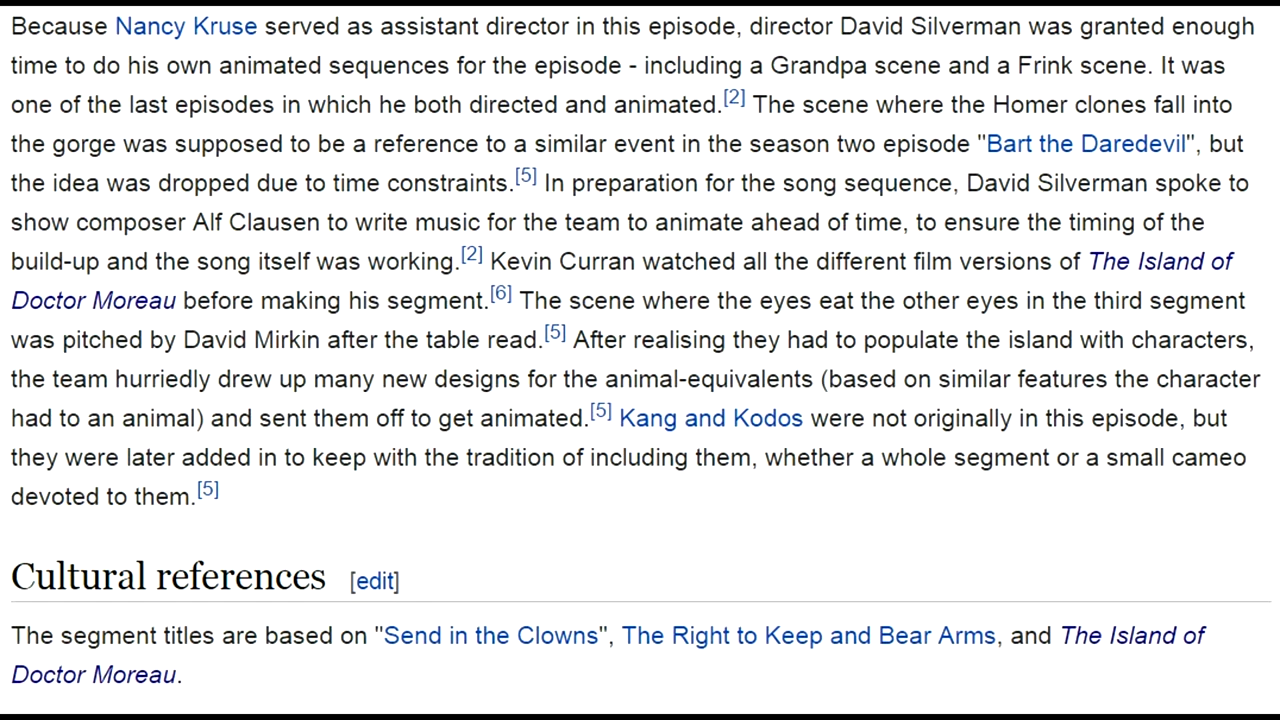 Because Nancy Kruse served as assistant director in this episode, director David Silverman was granted enough
time to do his own animated sequences for the episode - including a Grandpa scene and a Frink scene. It was
one of the last episodes in which he both directed and animated.[2] The scene where the Homer clones fall into
the gorge was supposed to be a reference to a similar event in the season two episode "Bart the Daredevil", but
the idea was dropped due to time constraints.[5] In preparation for the song sequence, David Silverman spoke to
show composer Alf Clausen to write music for the team to animate ahead of time, to ensure the timing of the
build-up and the song itself was working.[2] Kevin Curran watched all the different film versions of The Island of
Doctor Moreau before making his segment.[6] The scene where the eyes eat the other eyes in the third segment
was pitched by David Mirkin after the table read.[5] After realising they had to populate the island with characters,
the team hurriedly drew up many new designs for the animal-equivalents (based on similar features the character
had to an animal) and sent them off to get animated.[5] Kang and Kodos were not originally in this episode, but
they were later added in to keep with the tradition of including them, whether a whole segment or a small cameo
devoted to them.[5]
Cultural references [edit]
The segment titles are based on "Send in the Clowns", The Right to Keep and Bear Arms, and The Island of
Doctor Moreau.